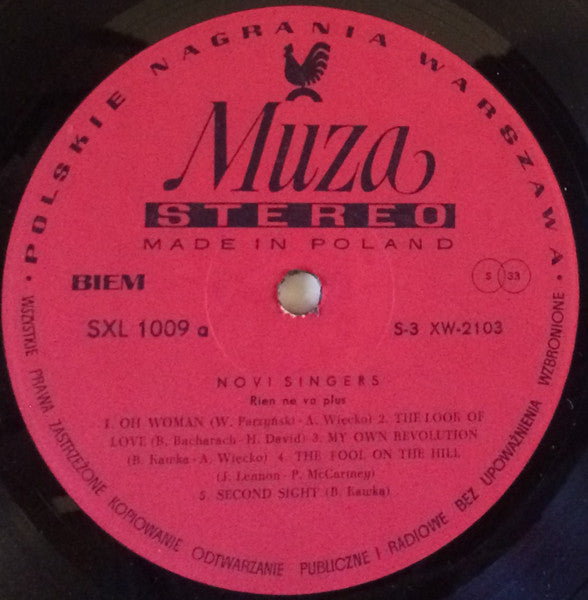 • POLSKIE NAGRANIA WARSZAWA •
Muza
STEREO
MADE IN POLAND
BIEM
S 33
SXL 1009 a
S-3 XW-2103
NOVI SINGERS
Rien ne va plus
1. OH WOMAN (W. Parzyński - A. Więcko) 2. THE LOOK OF
LOVE (B. Bacharach - H. David) 3. MY OWN REVOLUTION
(B. Kawka - A. Więcko) 4. THE FOOL ON THE HILL
(J. Lennon - P. McCartney)
5. SECOND SIGHT (B. Kawka)
WSZYSTKIE PRAWA ZASTRZEŻONE KOPIOWANIE ODTWARZANIE PUBLICZNE I RADIOWE BEZ UPOWAŻNIENIA WZBRONIONE